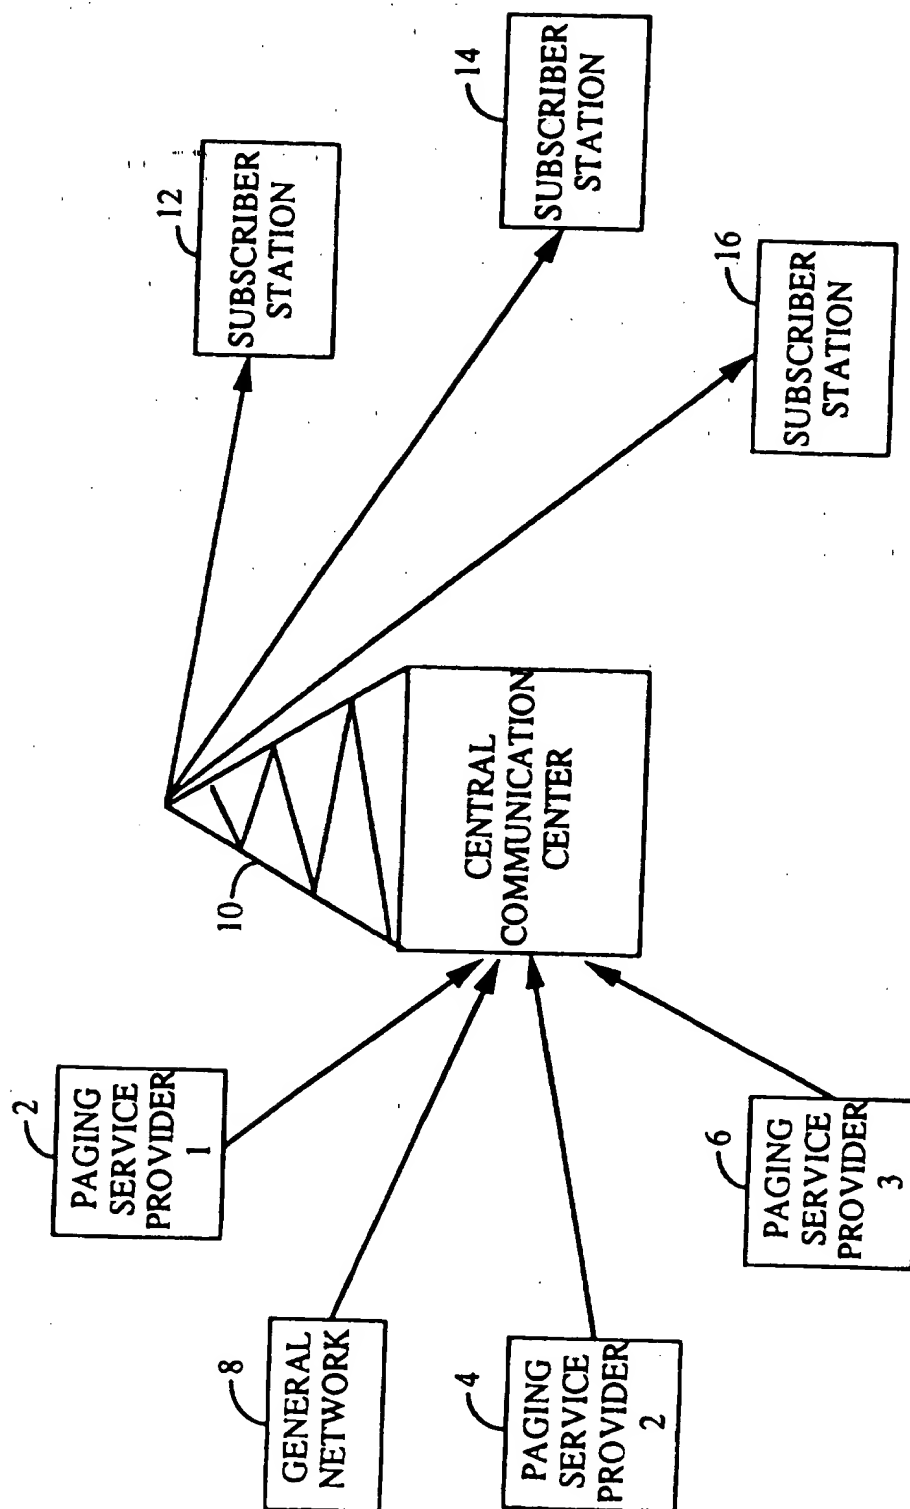 2
PAGING
SERVICE
PROVIDER
1
8
GENERAL
NETWORK
4
PAGING
SERVICE
PROVIDER
2
6
PAGING
SERVICE
PROVIDER
3
10
CENTRAL
COMMUNICATION
CENTER
12
SUBSCRIBER
STATION
14
SUBSCRIBER
STATION
16
SUBSCRIBER
STATION